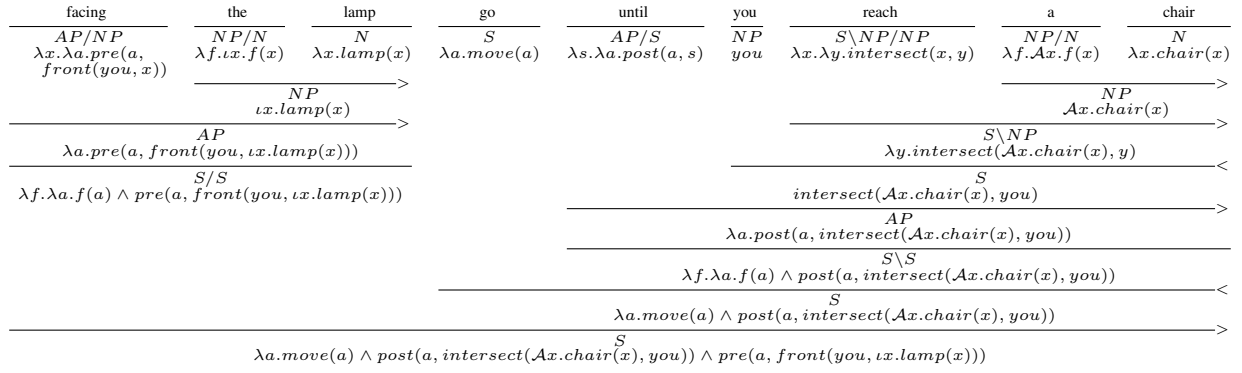 facing the lamp go until you reach a chair
AP/NP NP/N N S AP/S NP S\NP/NP NP/N N
λx.λa.pre(a, λf.ιx.f(x) λx.lamp(x) λa.move(a) λs.λa.post(a, s) you λx.λy.intersect(x, y) λf.𝒜x.f(x) λx.chair(x)
front(you, x))
> >
NP NP
ιx.lamp(x) 𝒜x.chair(x)
> >
AP S\NP
λa.pre(a, front(you, ιx.lamp(x))) λy.intersect(𝒜x.chair(x), y)
<
S/S S
λf.λa.f(a) ∧ pre(a, front(you, ιx.lamp(x))) intersect(𝒜x.chair(x), you)
>
AP
λa.post(a, intersect(𝒜x.chair(x), you))
S\S
λf.λa.f(a) ∧ post(a, intersect(𝒜x.chair(x), you))
<
S
λa.move(a) ∧ post(a, intersect(𝒜x.chair(x), you))
>
S
λa.move(a) ∧ post(a, intersect(𝒜x.chair(x), you)) ∧ pre(a, front(you, ιx.lamp(x)))